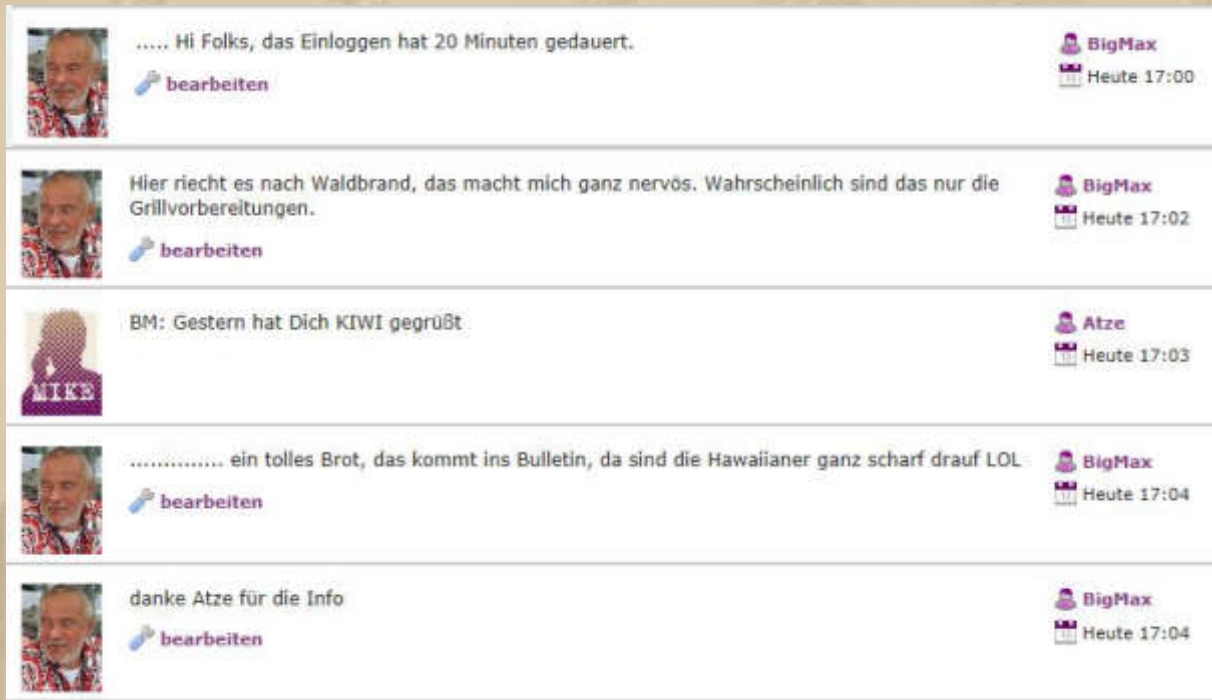 ..... Hi Folks, das Einloggen hat 20 Minuten gedauert.
bearbeiten
BigMax
Heute 17:00
Hier riecht es nach Waldbrand, das macht mich ganz nervös. Wahrscheinlich sind das nur die
Grillvorbereitungen.
bearbeiten
BigMax
Heute 17:02
MIKE
BM: Gestern hat Dich KIWI gegrüßt
Atze
Heute 17:03
.............. ein tolles Brot, das kommt ins Bulletin, da sind die Hawaiianer ganz scharf drauf LOL
bearbeiten
BigMax
Heute 17:04
danke Atze für die Info
bearbeiten
BigMax
Heute 17:04